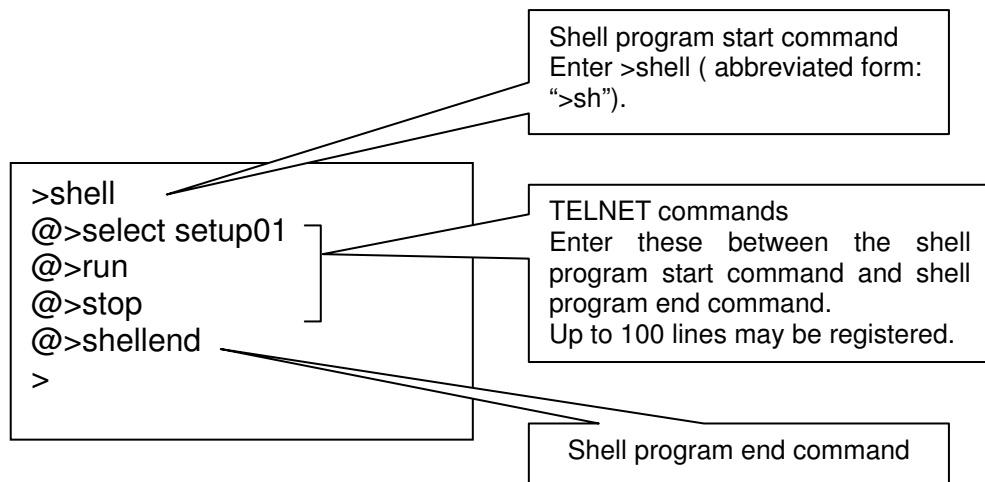 Shell program start command
Enter >shell ( abbreviated form:
“>sh”).
>shell
@>select setup01
@>run
@>stop
@>shellend
>
TELNET commands
Enter these between the shell
program start command and shell
program end command.
Up to 100 lines may be registered.
Shell program end command